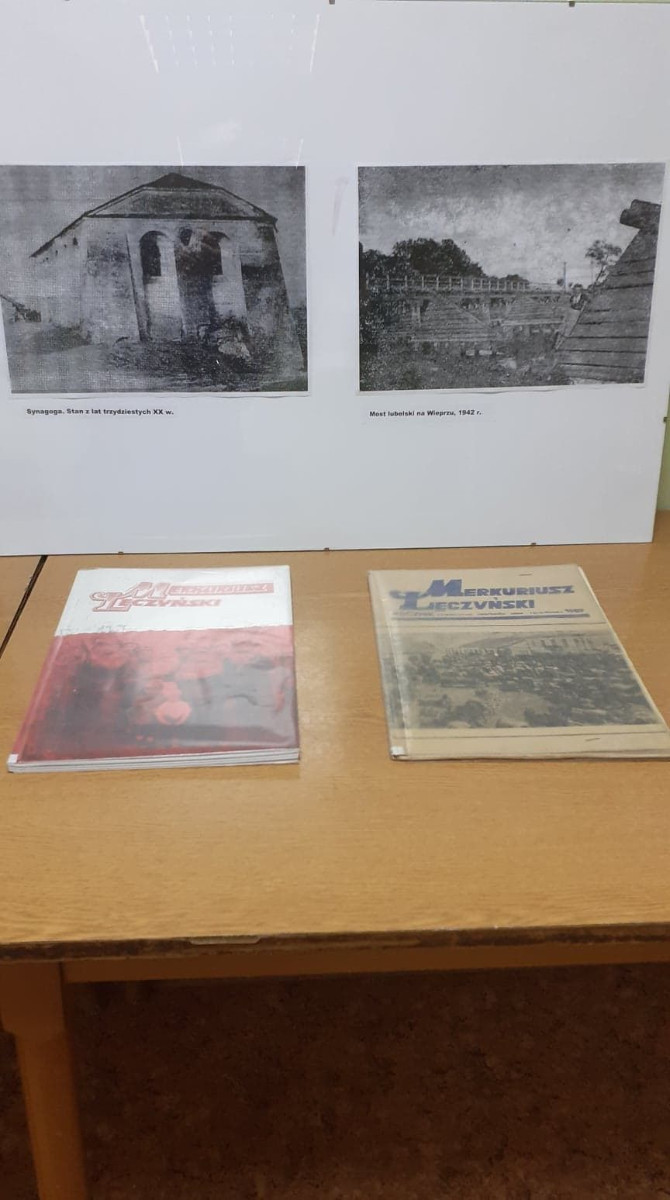 Synagoga. Stan z lat trzydziestych XX w.
Most lubelski na Wieprzu, 1942 r.
MERKURIUSZ
ŁĘCZYŃSKI
MERKURIUSZ
ŁĘCZYŃSKI